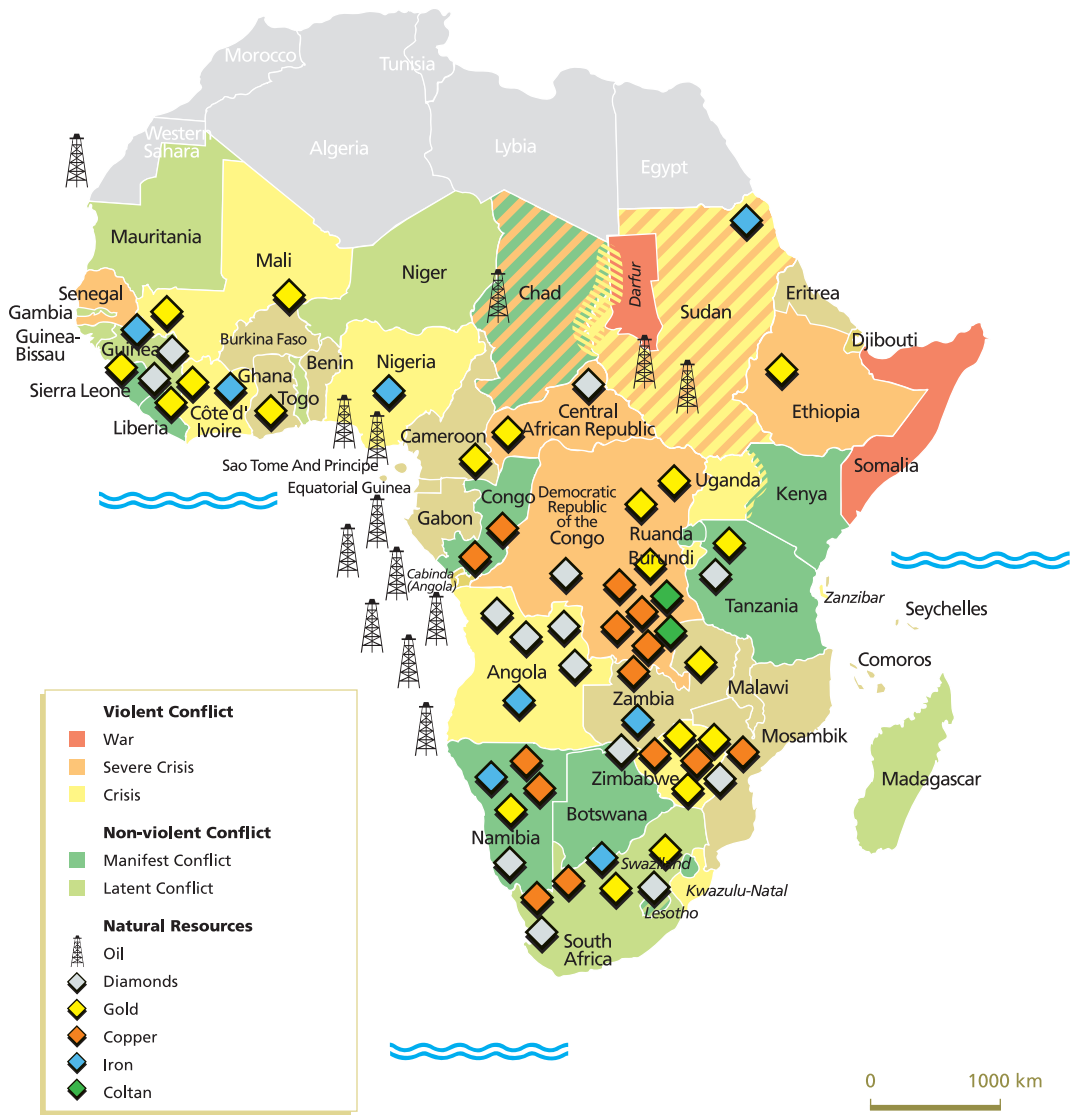 Morocco
Tunisia
Western
Sahara
Algeria
Lybia
Egypt
Mauritania
Mali
Niger
Chad
Darfur
Sudan
Eritrea
Senegal
Gambia
Guinea-
Bissau
Guinea
Burkina Faso
Benin
Nigeria
Djibouti
Sierra Leone
Ghana
Togo
Liberia
Côte d'
Ivoire
Central
African Republic
Ethiopia
Cameroon
Sao Tome And Principe
Equatorial Guinea
Somalia
Congo
Democratic
Republic
of the
Congo
Uganda
Kenya
Gabon
Ruanda
Burundi
Cabinda
(Angola)
Tanzania
Zanzibar
Seychelles
Comoros
Angola
Zambia
Malawi
Mosambik
Zimbabwe
Madagascar
Botswana
Namibia
Swaziland
Kwazulu-Natal
Lesotho
South
Africa
Violent Conflict
War
Severe Crisis
Crisis
Non-violent Conflict
Manifest Conflict
Latent Conflict
Natural Resources
Oil
Diamonds
Gold
Copper
Iron
Coltan
0 1000 km